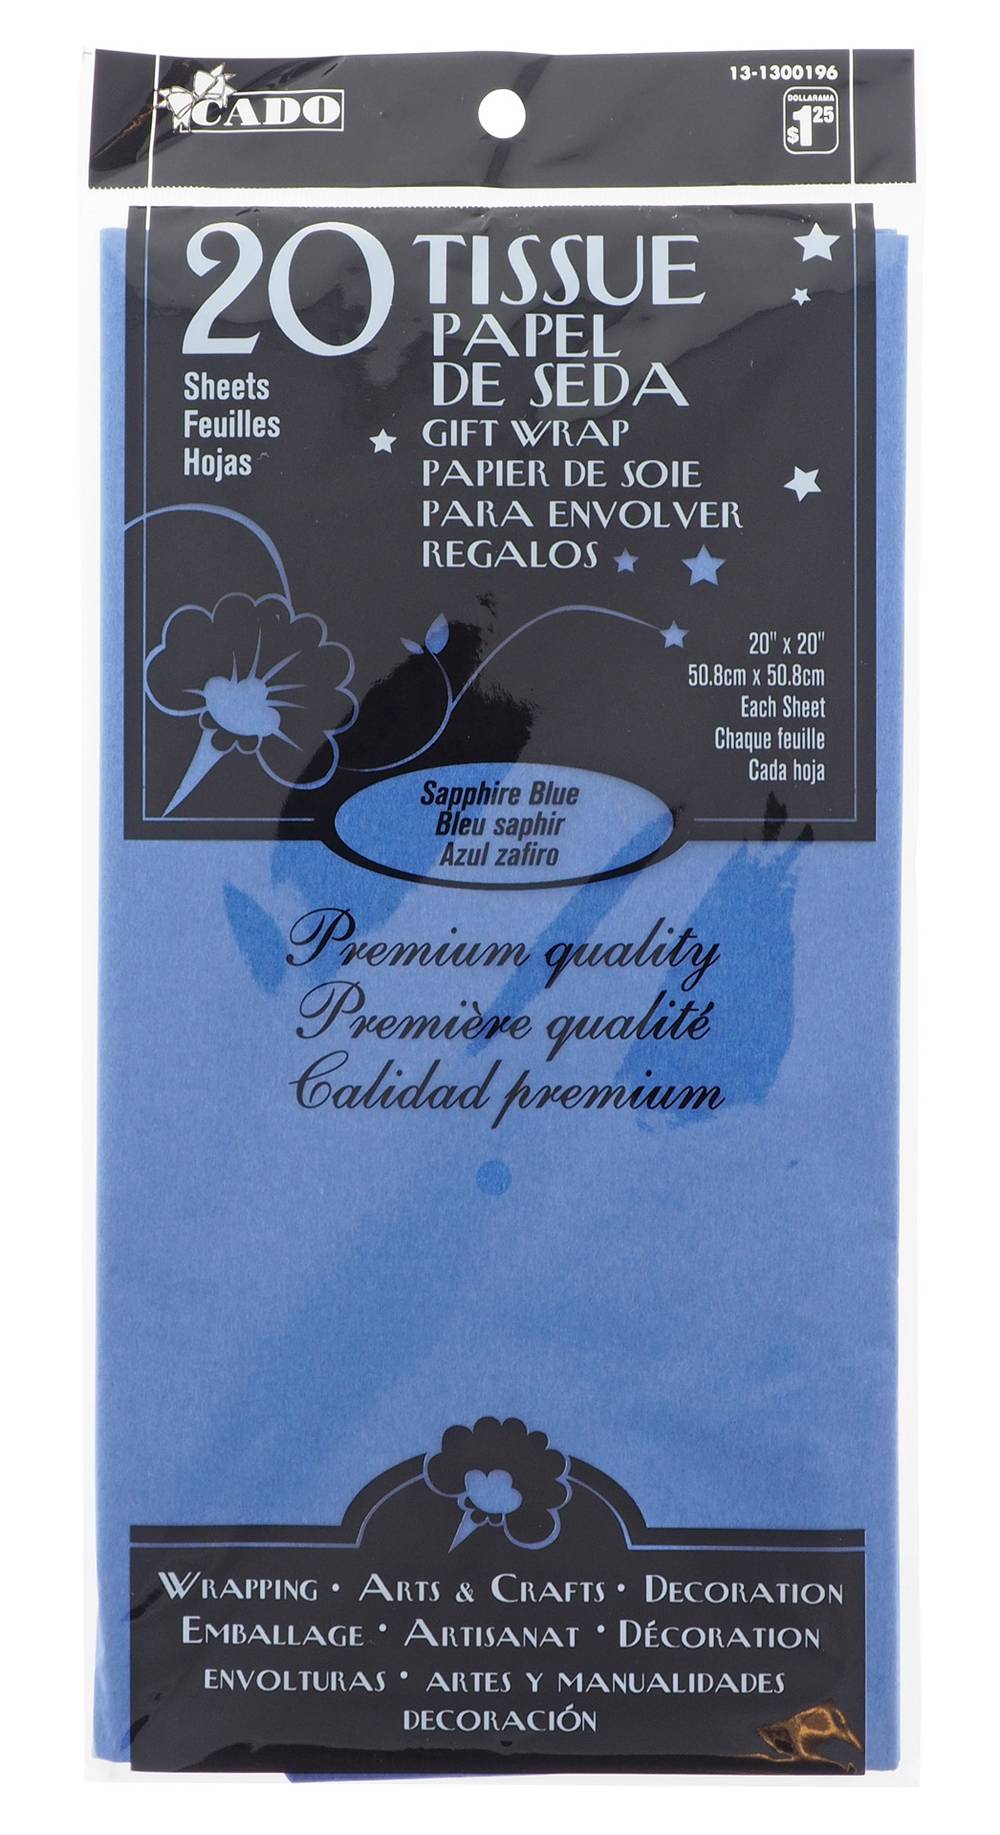 CADO
13-1300196
DOLLARAMA
$1.25
20 TISSUE
PAPEL
DE SEDA
Sheets
Feuilles
Hojas
GIFT WRAP
PAPIER DE SOIE
PARA ENVOLVER
REGALOS
20" x 20"
50.8cm x 50.8cm
Each Sheet
Chaque feuille
Cada hoja
Sapphire Blue
Bleu saphir
Azul zafiro
Premium quality
Première qualité
Calidad premium
WRAPPING • ARTS & CRAFTS • DECORATION
EMBALLAGE • ARTISANAT • DÉCORATION
ENVOLTURAS • ARTES Y MANUALIDADES
DECORACIÓN